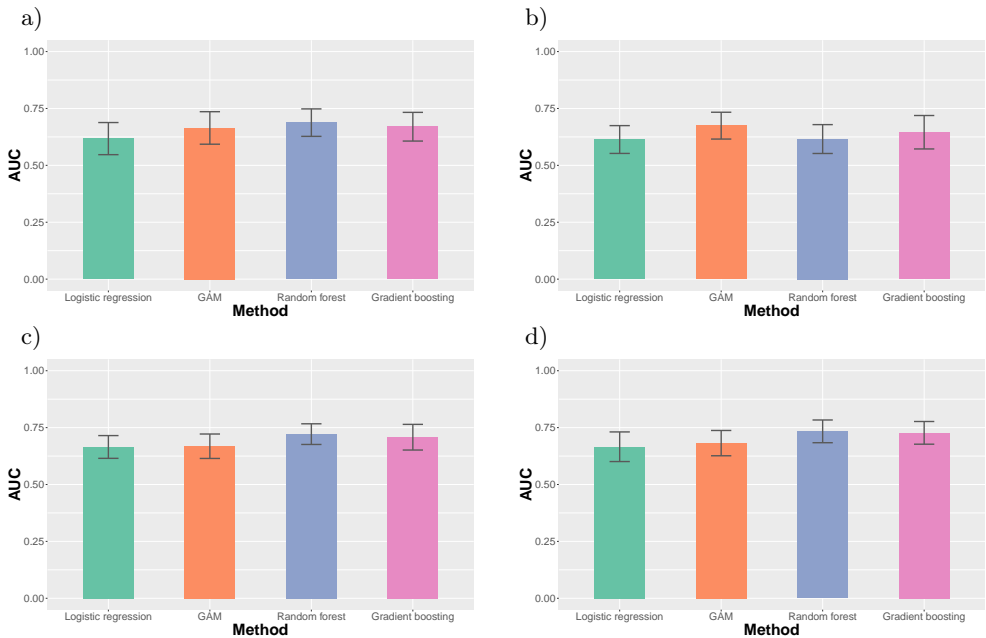 a)
1.00
0.75
0.50
0.25
0.00
AUC
Logistic regression GAM Random forest Gradient boosting
Method
b)
1.00
0.75
0.50
0.25
0.00
AUC
Logistic regression GAM Random forest Gradient boosting
Method
c)
1.00
0.75
0.50
0.25
0.00
AUC
Logistic regression GAM Random forest Gradient boosting
Method
d)
1.00
0.75
0.50
0.25
0.00
AUC
Logistic regression GAM Random forest Gradient boosting
Method